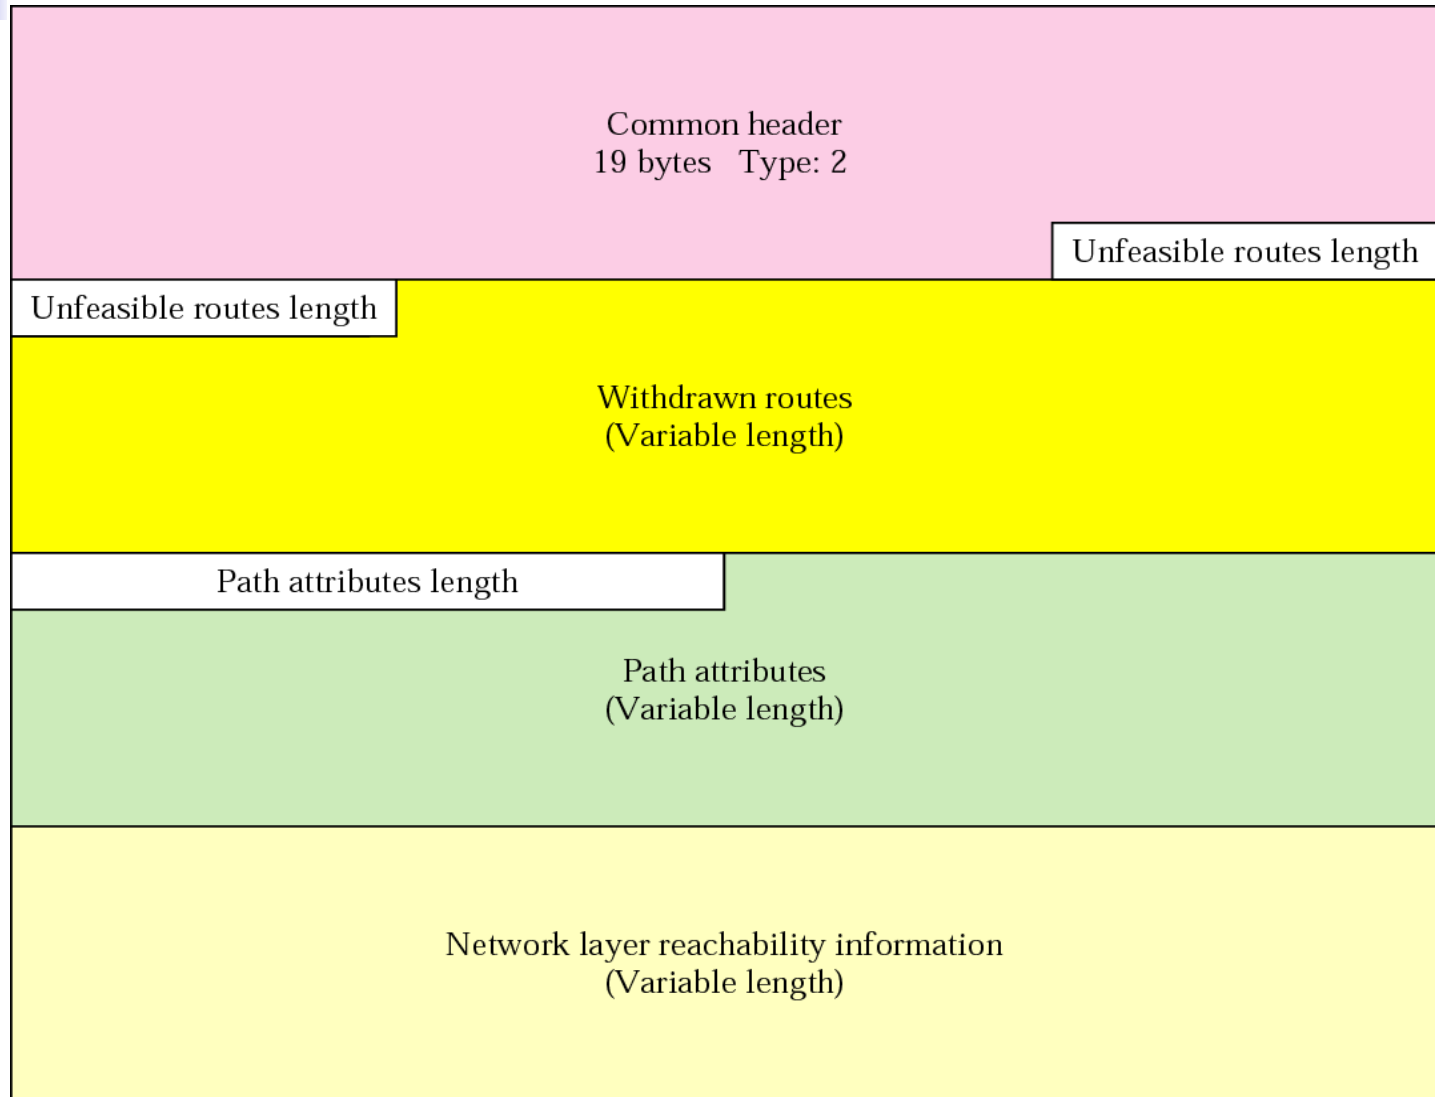 Common header
19 bytes Type: 2
Unfeasible routes length
Unfeasible routes length
Withdrawn routes
(Variable length)
Path attributes length
Path attributes
(Variable length)
Network layer reachability information
(Variable length)